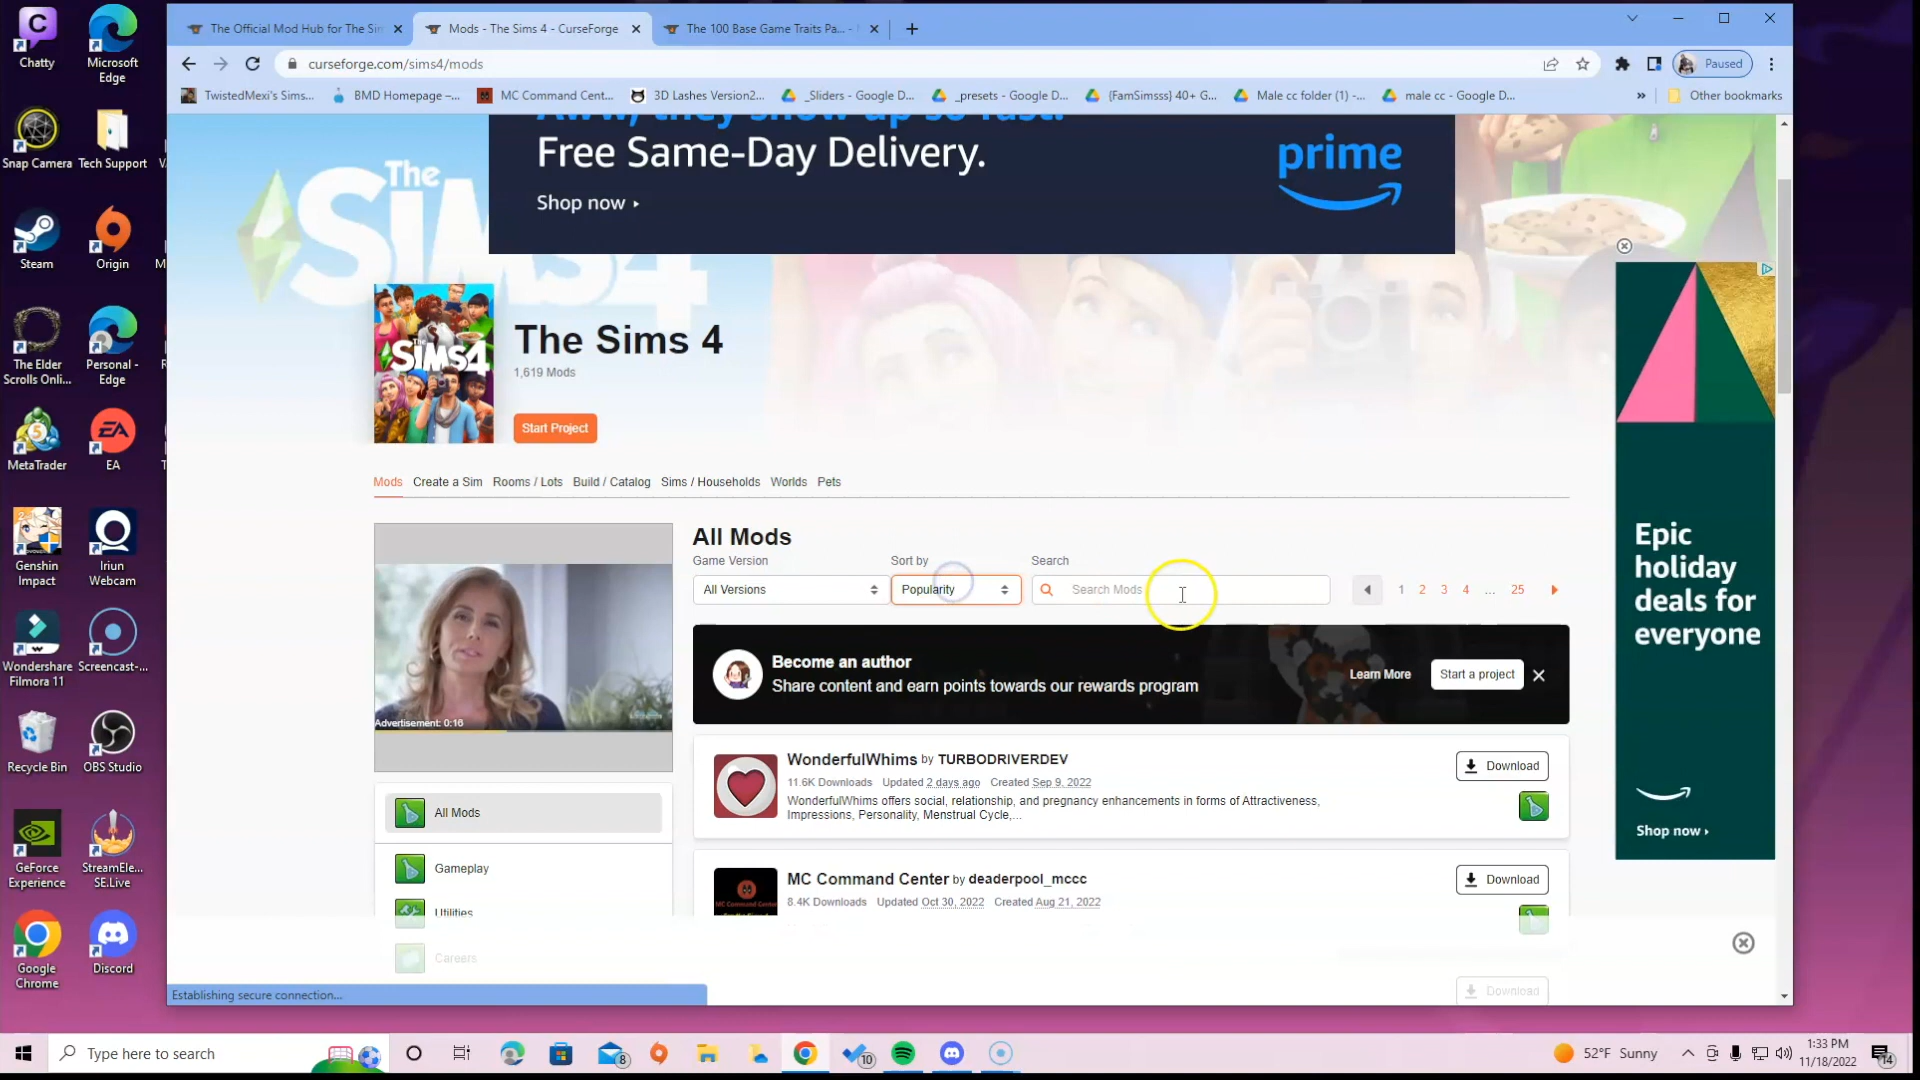 Chatty
Microsoft
Edge
Snap Camera
Tech Support
Steam
Origin
The Elder
Scrolls Onli...
Personal -
Edge
MetaTrader
EA
Genshin
Impact
Iriun
Webcam
Wondershare
Filmora 11
Screencast-...
Recycle Bin
OBS Studio
GeForce
Experience
StreamEle...
SE.Live
Google
Chrome
Discord
The Official Mod Hub for The Sim
Mods - The Sims 4 - CurseForge
The 100 Base Game Traits Pa... -
curseforge.com/sims4/mods
Paused
TwistedMexi's Sims...
BMD Homepage –...
MC Command Cent...
3D Lashes Version2...
_Sliders - Google D...
_presets - Google D...
{FamSimsss} 40+ G...
Male cc folder (1) -...
male cc - Google D...
»
Other bookmarks
Free Same-Day Delivery.
Shop now
prime
The
SIMS 4
The
SIMS4
The Sims 4
1,619 Mods
Start Project
Mods Create a Sim Rooms / Lots Build / Catalog Sims / Households Worlds Pets
All Mods
Game Version
Sort by
Search
All Versions
Popularity
Search Mods
1 2 3 4 ... 25
Become an author
Share content and earn points towards our rewards program
Learn More
Start a project
Advertisement: 0:16
All Mods
Gameplay
Utilities
Careers
WonderfulWhims by TURBODRIVERDEV
11.6K Downloads Updated 2 days ago Created Sep 9, 2022
WonderfulWhims offers social, relationship, and pregnancy enhancements in forms of Attractiveness,
Impressions, Personality, Menstrual Cycle,...
Download
MC Command Center by deaderpool_mccc
8.4K Downloads Updated Oct 30, 2022 Created Aug 21, 2022
Download
Download
Epic
holiday
deals for
everyone
Shop now
Establishing secure connection...
Type here to search
8
10
52°F Sunny
1:33 PM
11/18/2022
14